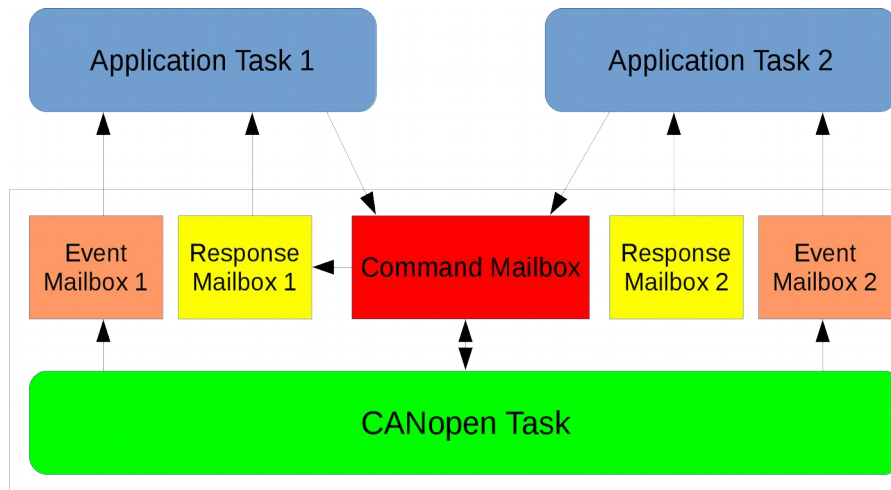 Application Task 1
Application Task 2
Event
Mailbox 1
Response
Mailbox 1
Command Mailbox
Response
Mailbox 2
Event
Mailbox 2
CANopen Task